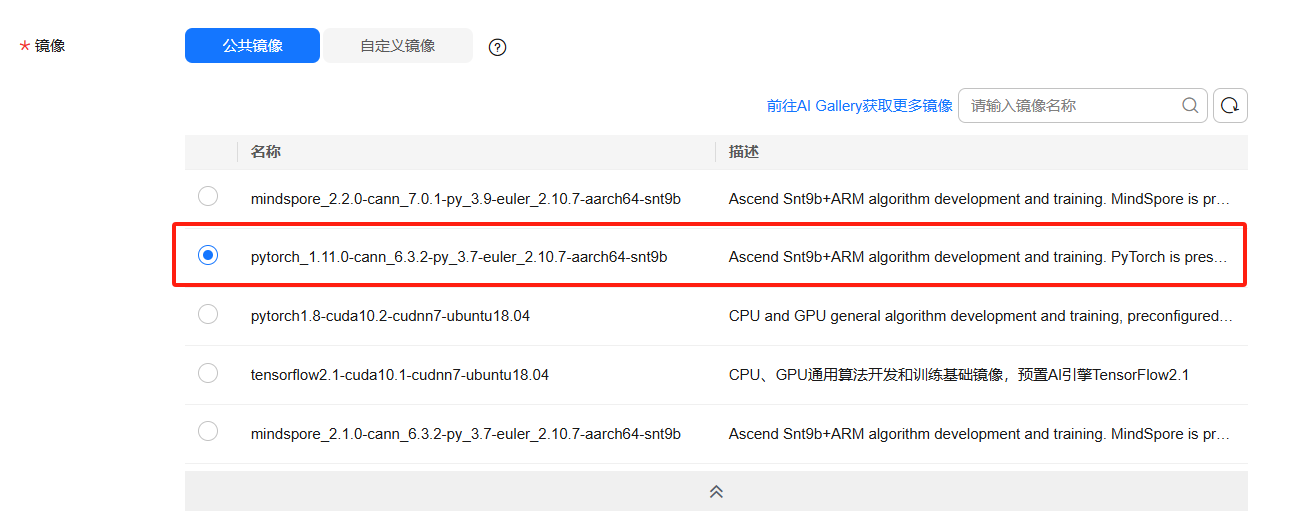 * 镜像 公共镜像 自定义镜像 ?
前往AI Gallery获取更多镜像 请输入镜像名称
名称 描述
mindspore_2.2.0-cann_7.0.1-py_3.9-euler_2.10.7-aarch64-snt9b Ascend Snt9b+ARM algorithm development and training. MindSpore is pr...
pytorch_1.11.0-cann_6.3.2-py_3.7-euler_2.10.7-aarch64-snt9b Ascend Snt9b+ARM algorithm development and training. PyTorch is pres...
pytorch1.8-cuda10.2-cudnn7-ubuntu18.04 CPU and GPU general algorithm development and training, preconfigured...
tensorflow2.1-cuda10.1-cudnn7-ubuntu18.04 CPU、GPU通用算法开发和训练基础镜像，预置AI引擎TensorFlow2.1
mindspore_2.1.0-cann_6.3.2-py_3.7-euler_2.10.7-aarch64-snt9b Ascend Snt9b+ARM algorithm development and training. MindSpore is pr...